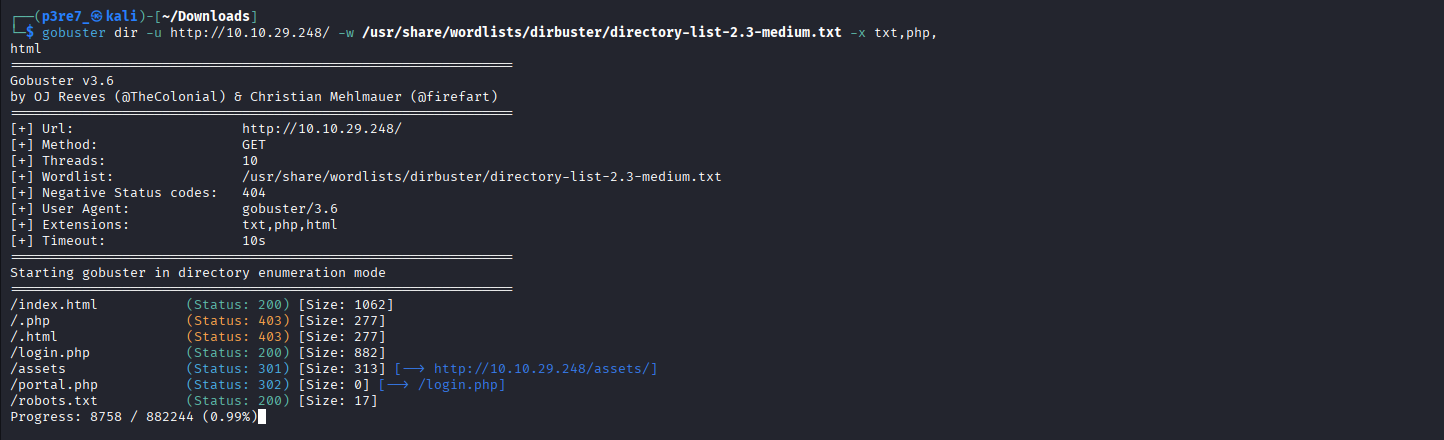 ┌──(p3re7_㉿kali)-[~/Downloads]
└─$ gobuster dir -u http://10.10.29.248/ -w /usr/share/wordlists/dirbuster/directory-list-2.3-medium.txt -x txt,php,
html
===============================================================
Gobuster v3.6
by OJ Reeves (@TheColonial) & Christian Mehlmauer (@firefart)
===============================================================
[+] Url:                     http://10.10.29.248/
[+] Method:                  GET
[+] Threads:                 10
[+] Wordlist:                /usr/share/wordlists/dirbuster/directory-list-2.3-medium.txt
[+] Negative Status codes:   404
[+] User Agent:              gobuster/3.6
[+] Extensions:              txt,php,html
[+] Timeout:                 10s
===============================================================
Starting gobuster in directory enumeration mode
===============================================================
/index.html           (Status: 200) [Size: 1062]
/.php                 (Status: 403) [Size: 277]
/.html                (Status: 403) [Size: 277]
/login.php            (Status: 200) [Size: 882]
/assets               (Status: 301) [Size: 313] [--> http://10.10.29.248/assets/]
/portal.php           (Status: 302) [Size: 0] [--> /login.php]
/robots.txt           (Status: 200) [Size: 17]
Progress: 8758 / 882244 (0.99%)